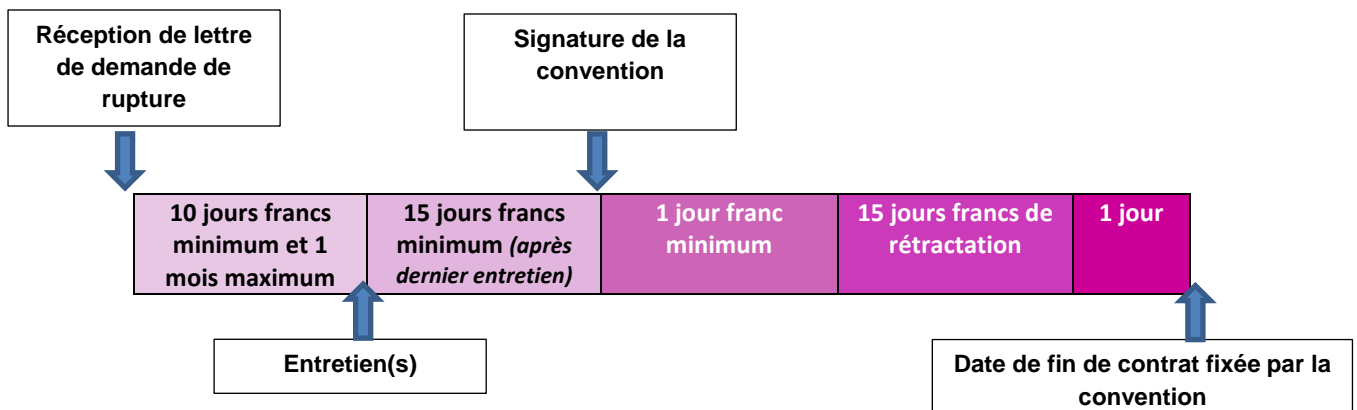 Réception de lettre
de demande de
rupture
Signature de la
convention
10 jours francs
minimum et 1
mois maximum
15 jours francs
minimum (après
dernier entretien)
1 jour franc
minimum
15 jours francs de
rétractation
1 jour
Entretien(s)
Date de fin de contrat fixée par la
convention